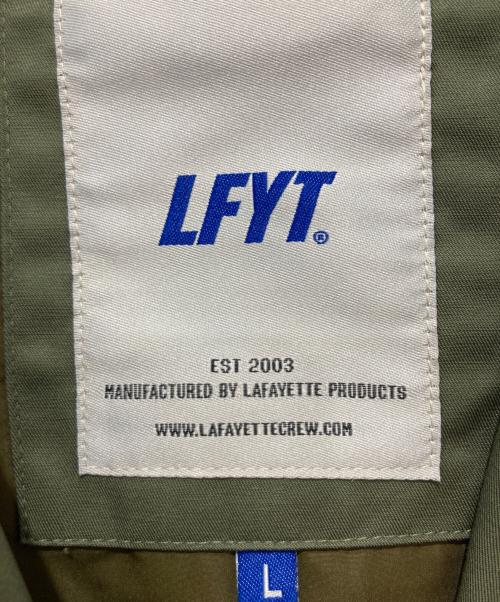 LFYT®
EST 2003
MANUFACTURED BY LAFAYETTE PRODUCTS
WWW.LAFAYETTECREW.COM
L